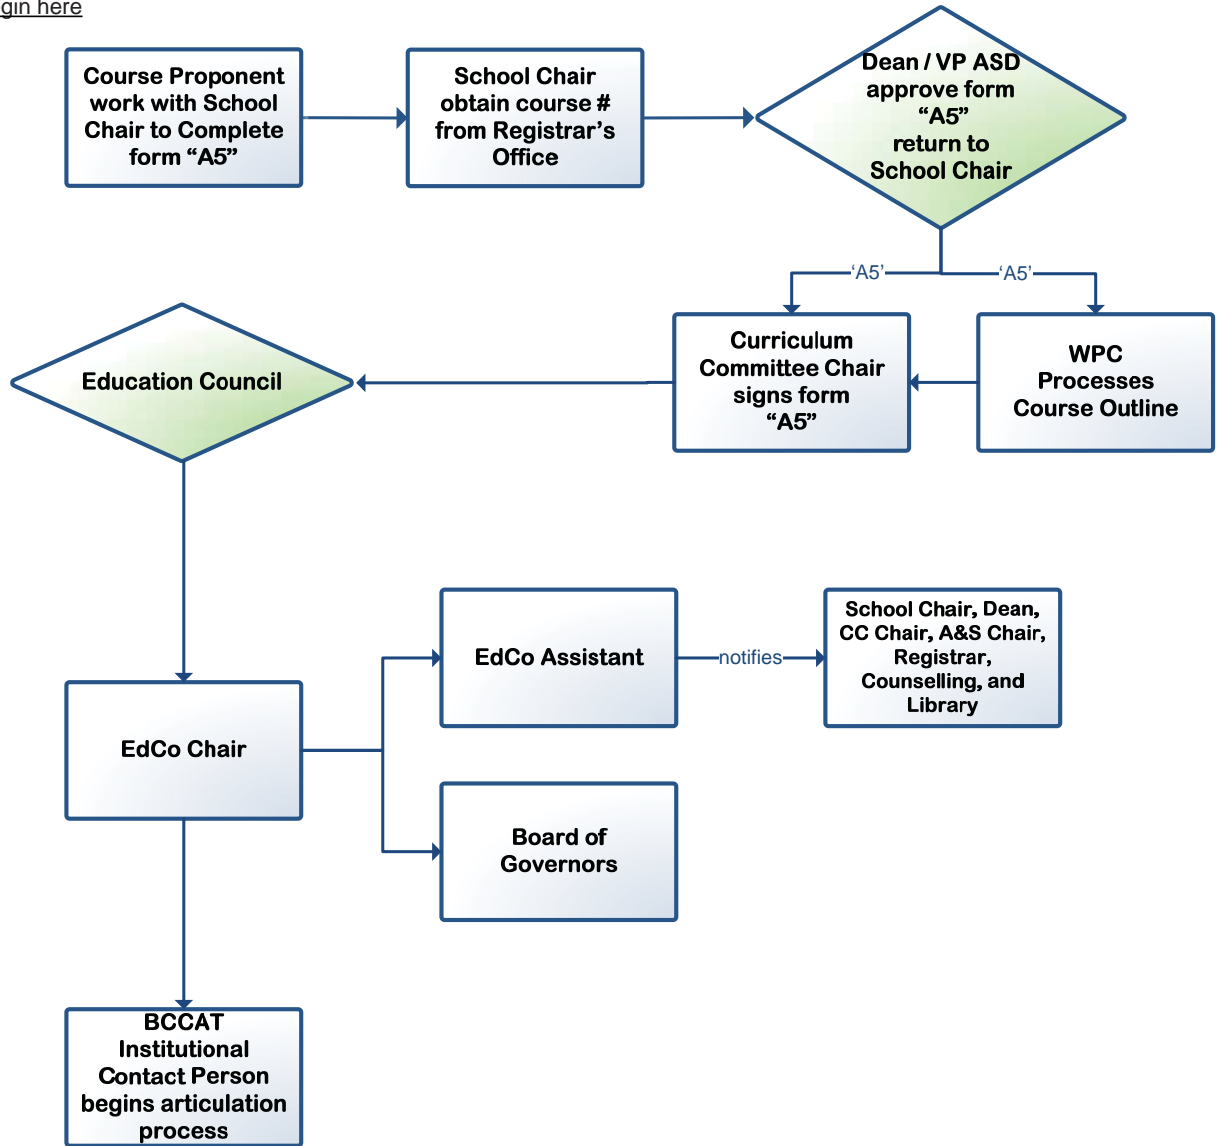 gin here
Course Proponent
work with School
Chair to Complete
form “A5”
School Chair
obtain course #
from Registrar’s
Office
Dean / VP ASD
approve form
“A5”
return to
School Chair
‘A5’
‘A5’
Education Council
Curriculum
Committee Chair
signs form
“A5”
WPC
Processes
Course Outline
EdCo Assistant
notifies
School Chair, Dean,
CC Chair, A&S Chair,
Registrar,
Counselling, and
Library
EdCo Chair
Board of
Governors
BCCAT
Institutional
Contact Person
begins articulation
process